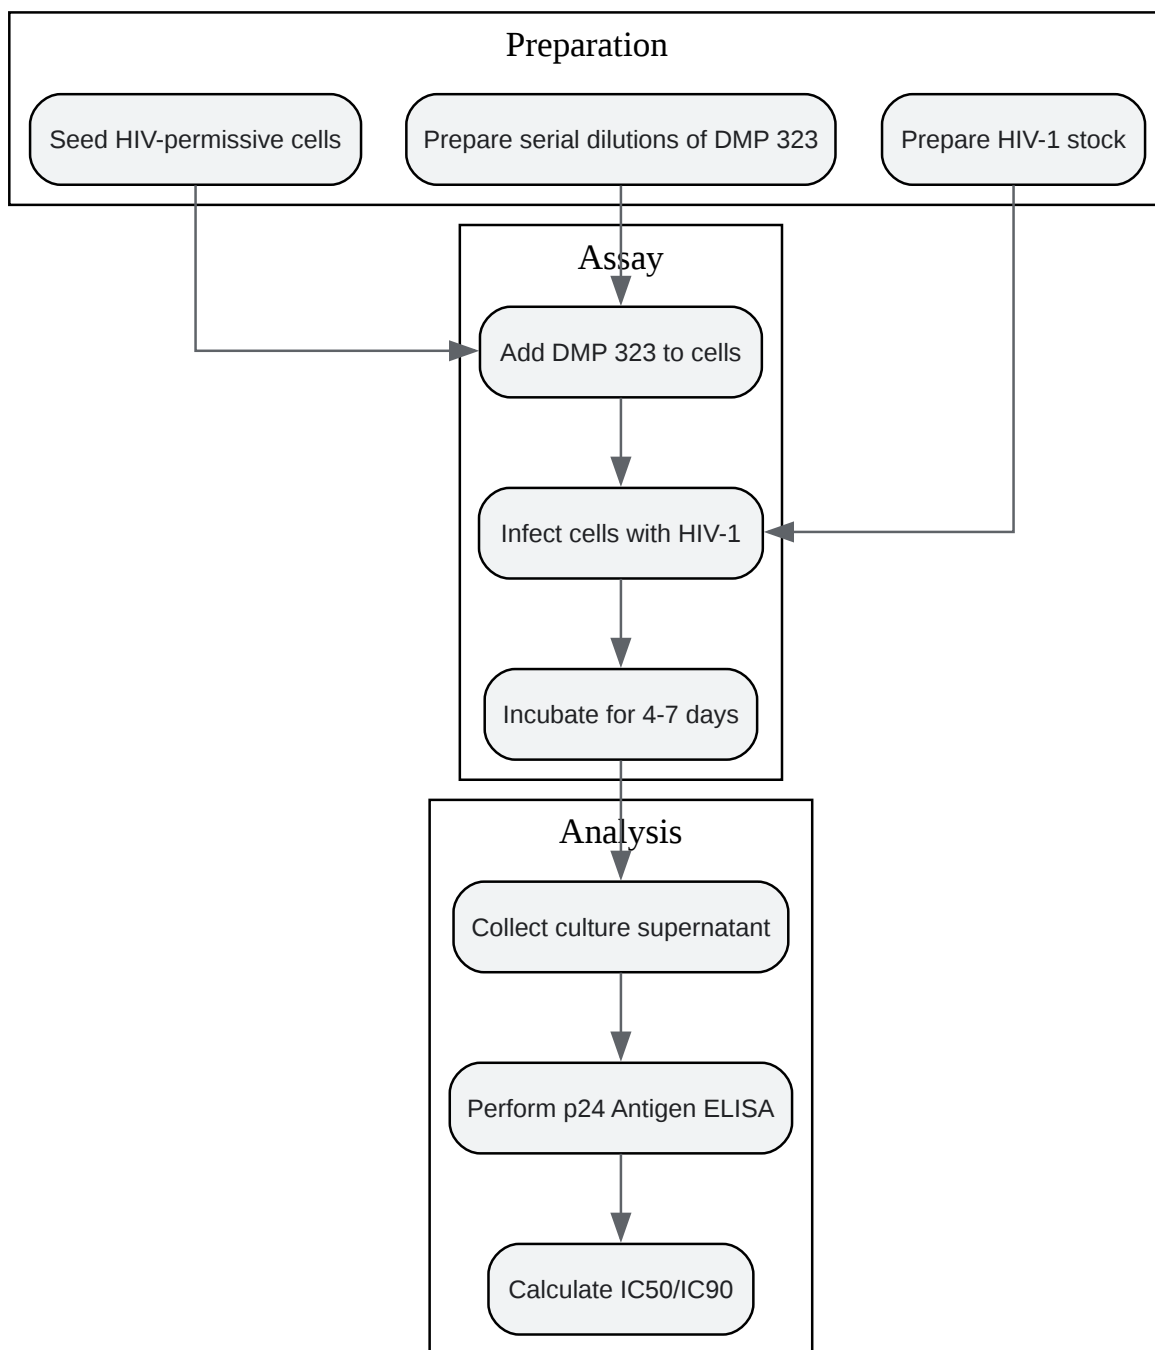 Preparation
Seed HIV-permissive cells
Prepare serial dilutions of DMP 323
Prepare HIV-1 stock
Assay
Add DMP 323 to cells
Infect cells with HIV-1
Incubate for 4-7 days
Analysis
Collect culture supernatant
Perform p24 Antigen ELISA
Calculate IC50/IC90